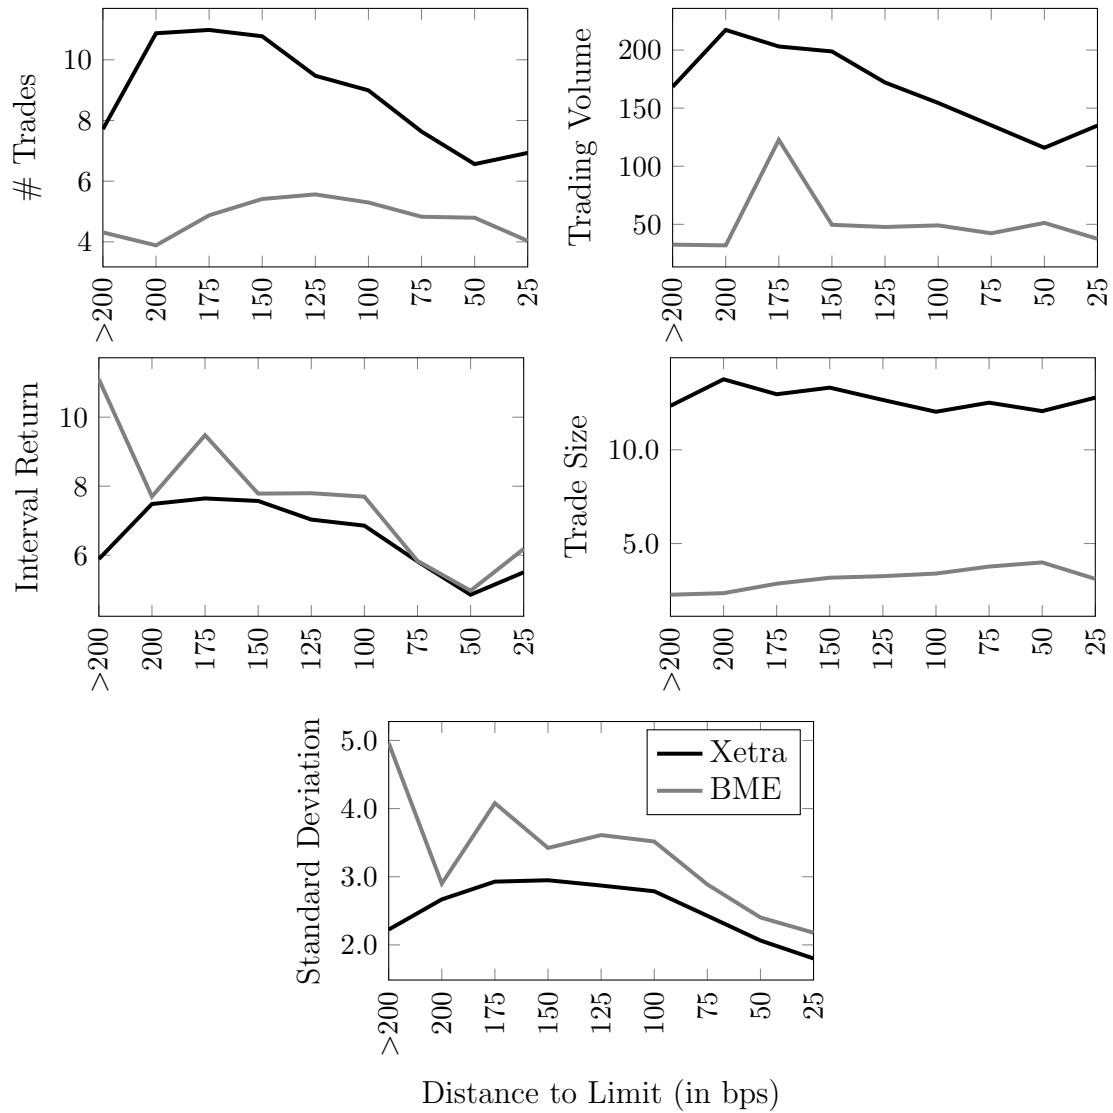 # Trades
10
8
6
4
>200 200 175 150 125 100 75 50 25
Trading Volume
200
150
100
50
>200 200 175 150 125 100 75 50 25
Interval Return
10
8
6
>200 200 175 150 125 100 75 50 25
Trade Size
10.0
5.0
>200 200 175 150 125 100 75 50 25
Standard Deviation
5.0
4.0
3.0
2.0
Xetra
BME
>200 200 175 150 125 100 75 50 25
Distance to Limit (in bps)